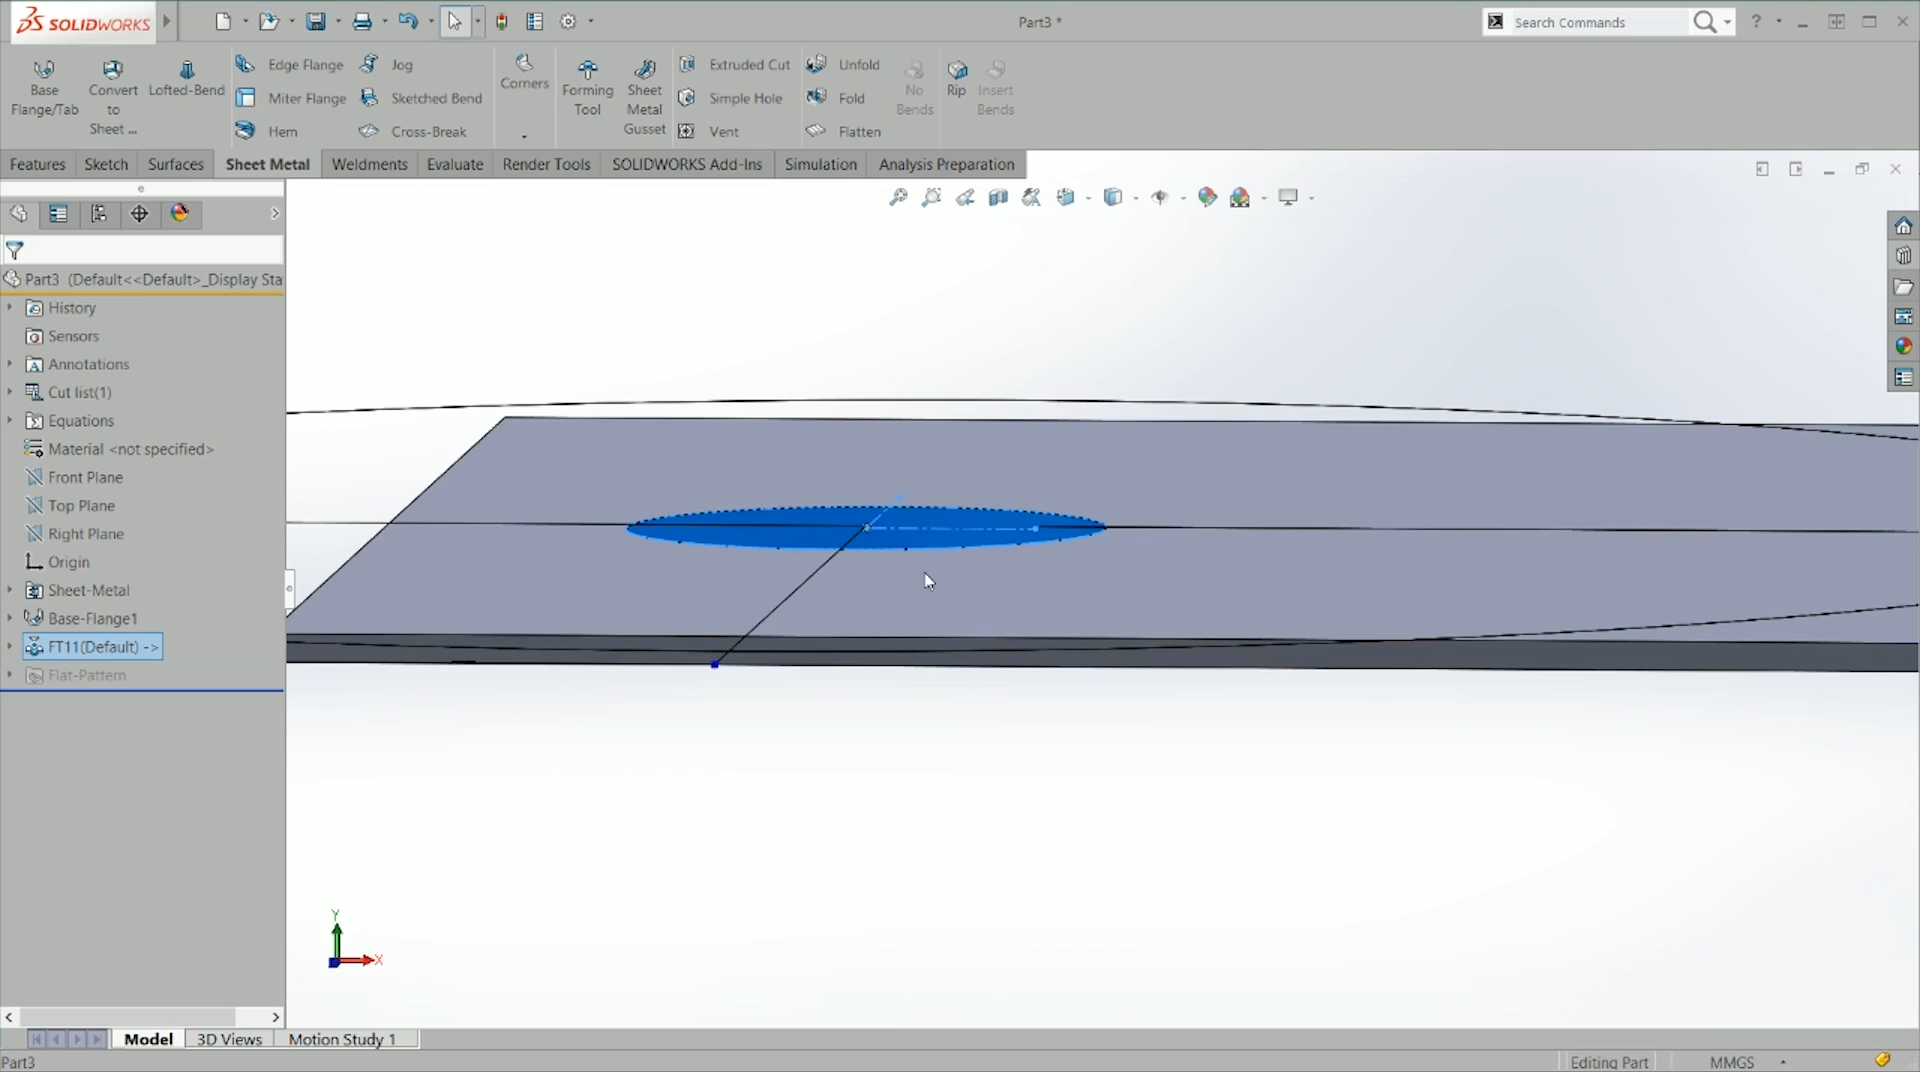 SOLIDWORKS
Part3 *
Search Commands
?
Base Flange/Tab
Convert to Sheet ...
Lofted-Bend
Edge Flange
Miter Flange
Hem
Jog
Sketched Bend
Cross-Break
Corners
Forming Tool
Sheet Metal Gusset
Extruded Cut
Simple Hole
Vent
Unfold
Fold
Flatten
No Bends
Rip
Insert Bends
Features
Sketch
Surfaces
Sheet Metal
Weldments
Evaluate
Render Tools
SOLIDWORKS Add-Ins
Simulation
Analysis Preparation
Part3 (Default<<Default>_Display Sta
History
Sensors
Annotations
Cut list(1)
Equations
Material <not specified>
Front Plane
Top Plane
Right Plane
Origin
Sheet-Metal
Base-Flange1
FT11(Default) ->
Flat-Pattern
Y
X
Model
3D Views
Motion Study 1
Part3
Editing Part
MMGS